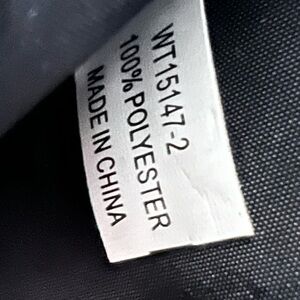 WT15147-2
100% POLYESTER
MADE IN CHINA